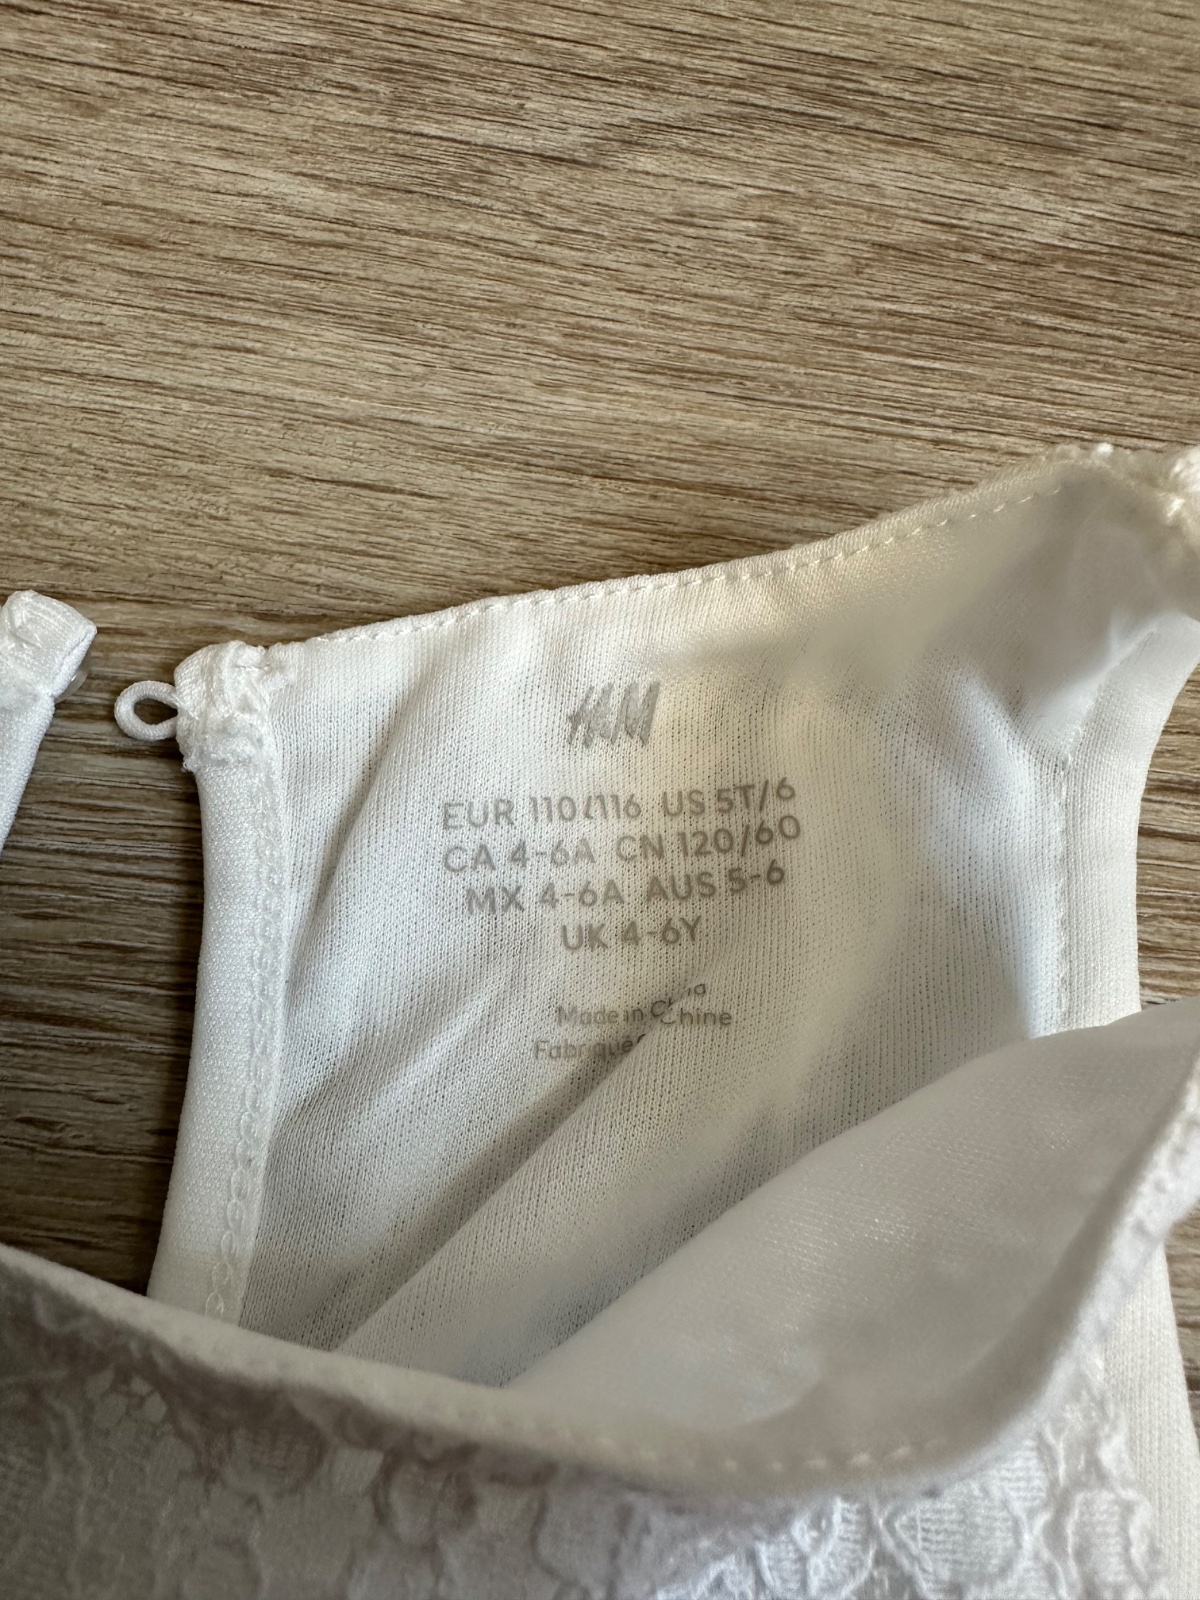 H&M
EUR 110/116 US 5T/6
CA 4-6A CN 120/60
MX 4-6A AUS 5-6
UK 4-6Y
Made in
Fabriqué